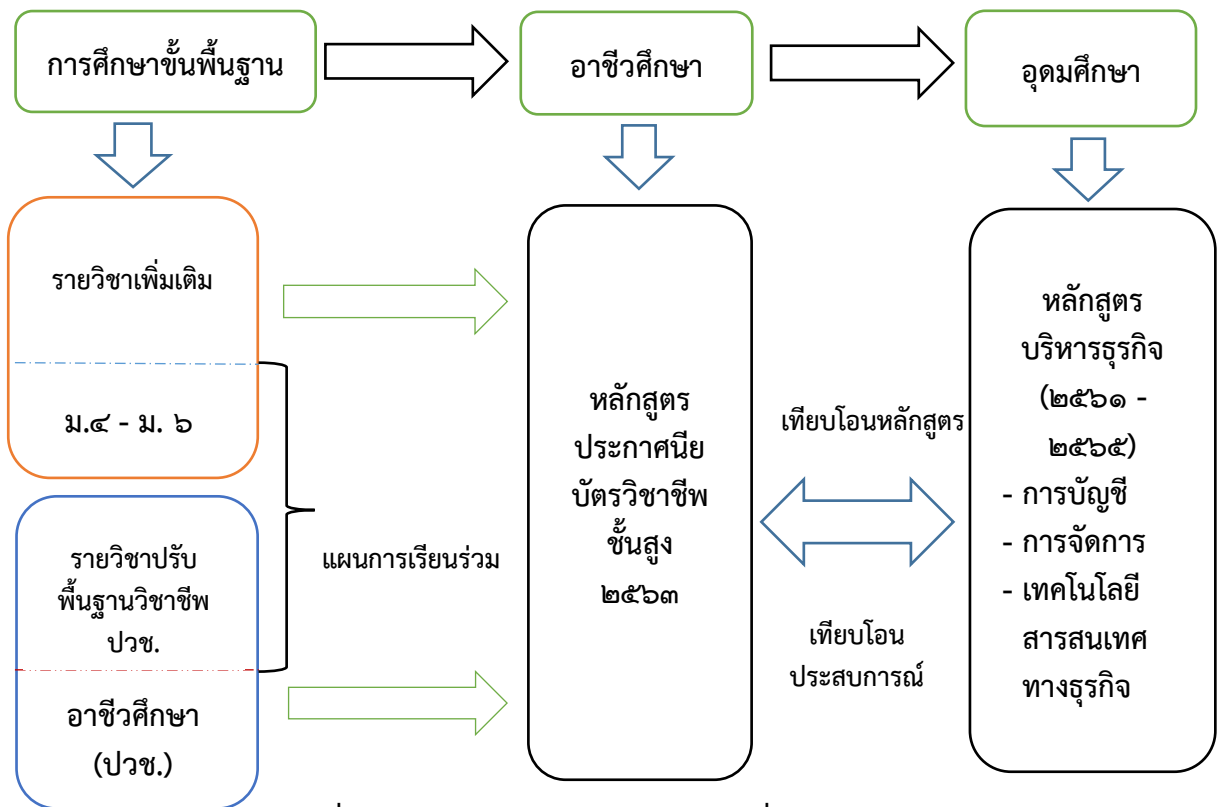 การศึกษาขั้นพื้นฐาน
อาชีวศึกษา
อุดมศึกษา
รายวิชาเพิ่มเติม
ม.๔ - ม. ๖
รายวิชาปรับ
พื้นฐานวิชาชีพ
ปวช.
อาชีวศึกษา
(ปวช.)
แผนการเรียนร่วม
หลักสูตร
ประกาศนีย
บัตรวิชาชีพ
ชั้นสูง
๒๕๖๓
เทียบโอนหลักสูตร
เทียบโอน
ประสบการณ์
หลักสูตร
บริหารธุรกิจ
(๒๕๖๑ -
๒๕๖๕)
- การบัญชี
- การจัดการ
- เทคโนโลยี
สารสนเทศ
ทางธุรกิจ